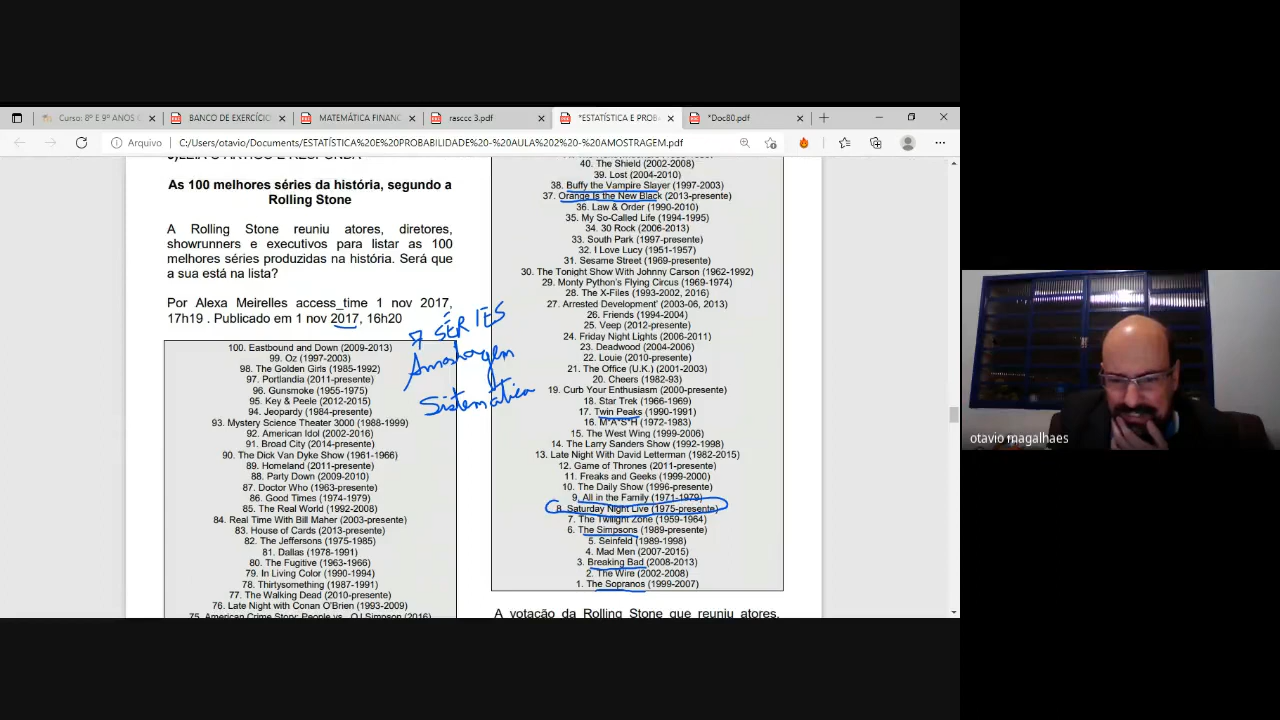 Curso: 8º E 9º ANOS
BANCO DE EXERCÍCIO
MATEMÁTICA FINANC
rasccc 3.pdf
*ESTATÍSTICA E PROBA
*Doc80.pdf
Arquivo
C:/Users/otavio/Documents/ESTATÍSTICA%20E%20PROBABILIDADE%20-%20AULA%202%20-%20AMOSTRAGEM.pdf
As 100 melhores séries da história, segundo a
Rolling Stone
A Rolling Stone reuniu atores, diretores,
showrunners e executivos para listar as 100
melhores séries produzidas na história. Será que
a sua está na lista?
Por Alexa Meirelles access_time 1 nov 2017,
17h19 . Publicado em 1 nov 2017, 16h20
SÉRIES
Amostragem
Sistemática
100. Eastbound and Down (2009-2013)
99. Oz (1997-2003)
98. The Golden Girls (1985-1992)
97. Portlandia (2011-presente)
96. Gunsmoke (1955-1975)
95. Key & Peele (2012-2015)
94. Jeopardy (1984-presente)
93. Mystery Science Theater 3000 (1988-1999)
92. American Idol (2002-2016)
91. Broad City (2014-presente)
90. The Dick Van Dyke Show (1961-1966)
89. Homeland (2011-presente)
88. Party Down (2009-2010)
87. Doctor Who (1963-presente)
86. Good Times (1974-1979)
85. The Real World (1992-2008)
84. Real Time With Bill Maher (2003-presente)
83. House of Cards (2013-presente)
82. The Jeffersons (1975-1985)
81. Dallas (1978-1991)
80. The Fugitive (1963-1966)
79. In Living Color (1990-1994)
78. Thirtysomething (1987-1991)
77. The Walking Dead (2010-presente)
76. Late Night with Conan O'Brien (1993-2009)
75. American Crime Story: People vs. OJ Simpson (2016)
40. The Shield (2002-2008)
39. Lost (2004-2010)
38. Buffy the Vampire Slayer (1997-2003)
37. Orange Is the New Black (2013-presente)
36. Law & Order (1990-2010)
35. My So-Called Life (1994-1995)
34. 30 Rock (2006-2013)
33. South Park (1997-presente)
32. I Love Lucy (1951-1957)
31. Sesame Street (1969-presente)
30. The Tonight Show With Johnny Carson (1962-1992)
29. Monty Python's Flying Circus (1969-1974)
28. The X-Files (1993-2002, 2016)
27. Arrested Development' (2003-06, 2013)
26. Friends (1994-2004)
25. Veep (2012-presente)
24. Friday Night Lights (2006-2011)
23. Deadwood (2004-2006)
22. Louie (2010-presente)
21. The Office (U.K.) (2001-2003)
20. Cheers (1982-93)
19. Curb Your Enthusiasm (2000-presente)
18. Star Trek (1966-1969)
17. Twin Peaks (1990-1991)
16. M*A*S*H (1972-1983)
15. The West Wing (1999-2006)
14. The Larry Sanders Show (1992-1998)
13. Late Night With David Letterman (1982-2015)
12. Game of Thrones (2011-presente)
11. Freaks and Geeks (1999-2000)
10. The Daily Show (1996-presente)
9. All in the Family (1971-1979)
8. Saturday Night Live (1975-presente)
7. The Twilight Zone (1959-1964)
6. The Simpsons (1989-presente)
5. Seinfeld (1989-1998)
4. Mad Men (2007-2015)
3. Breaking Bad (2008-2013)
2. The Wire (2002-2008)
1. The Sopranos (1999-2007)
A votação da Rolling Stone que reuniu atores,
otavio magalhaes